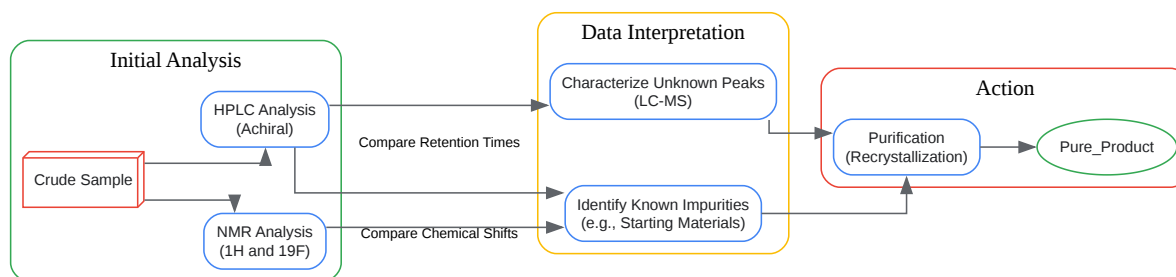 Initial Analysis
HPLC Analysis
(Achiral)
Crude Sample
NMR Analysis
(1H and 19F)
Compare Retention Times
Compare Chemical Shifts
Data Interpretation
Characterize Unknown Peaks
(LC-MS)
Identify Known Impurities
(e.g., Starting Materials)
Action
Purification
(Recrystallization)
Pure_Product